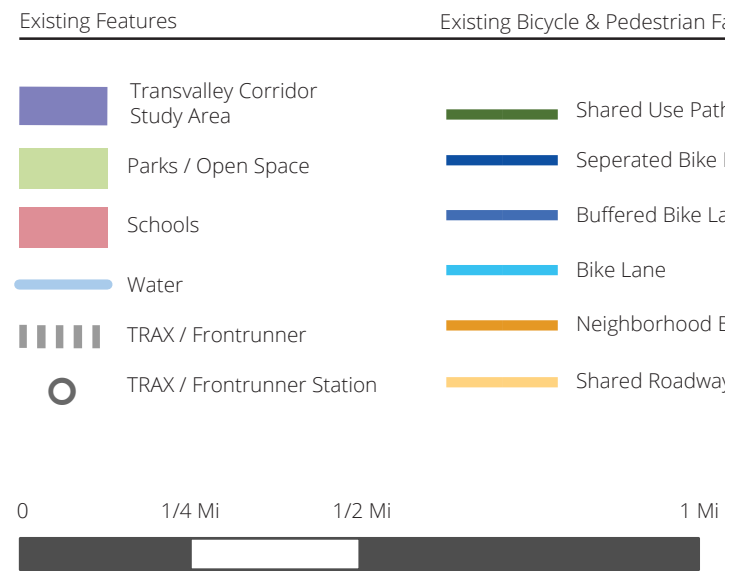 Existing Features
Existing Bicycle & Pedestrian
Transvalley Corridor
Study Area
Parks / Open Space
Schools
Water
TRAX / Frontrunner
TRAX / Frontrunner Station
Shared Use Path
Seperated Bike
Buffered Bike
Bike Lane
Neighborhood
Shared Roadway
0 1/4 Mi 1/2 Mi 1 Mi